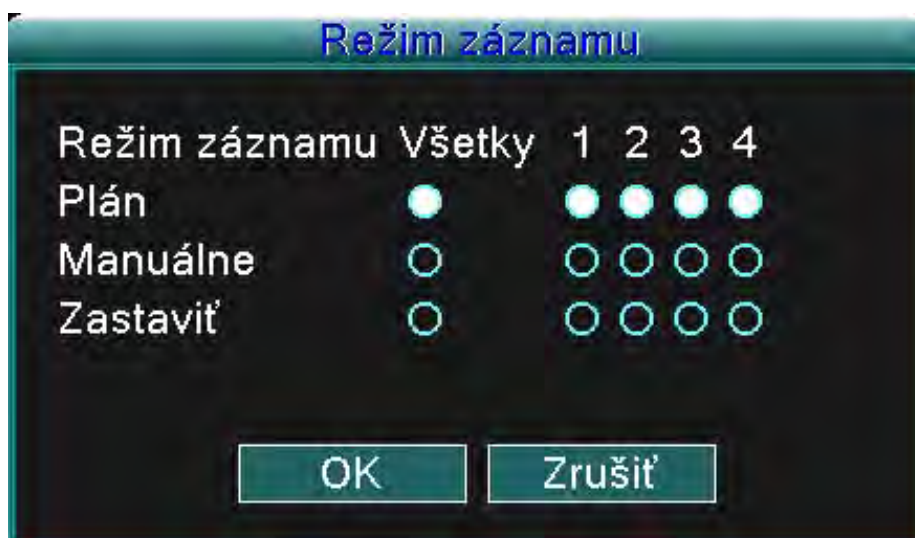 Režim záznamu
Režim záznamu Všetky 1 2 3 4
Plán
Manuálne
Zastaviť
OK Zrušiť